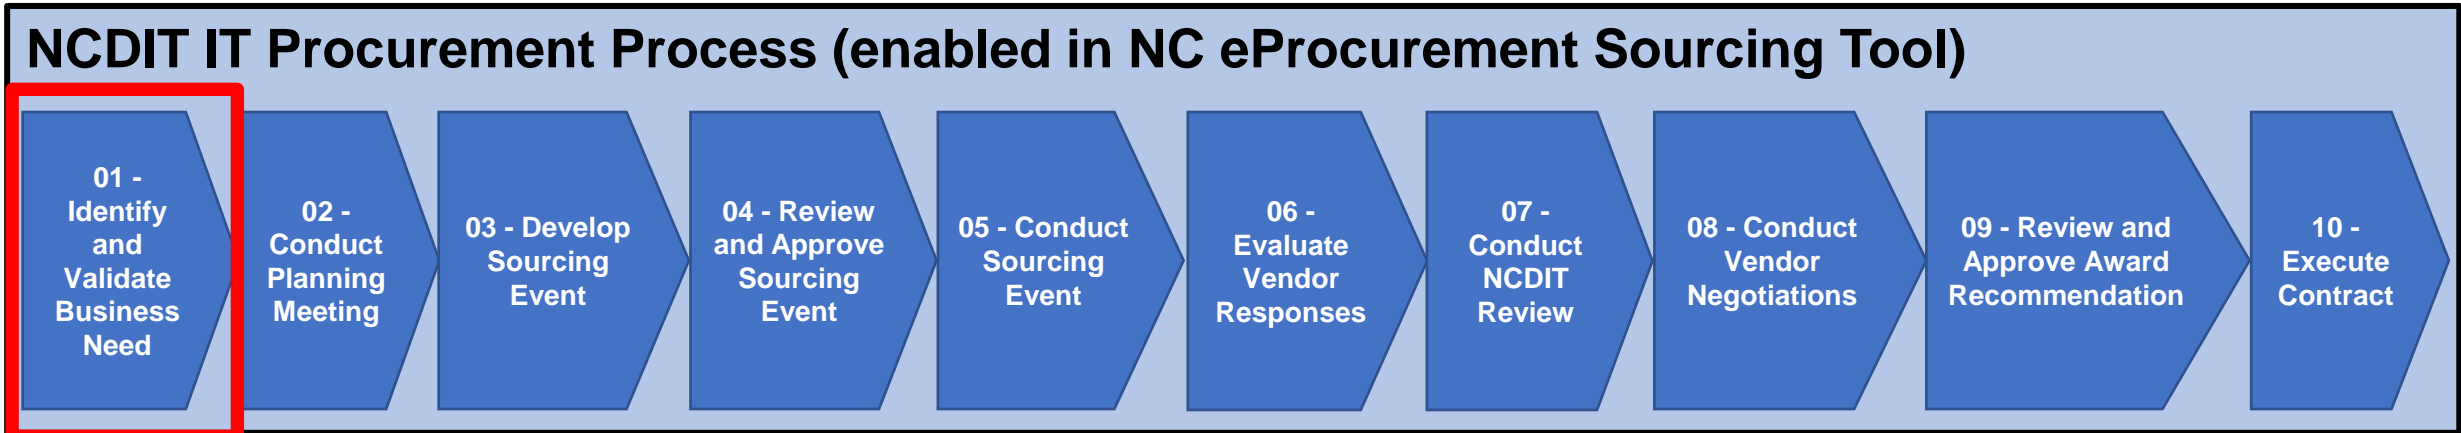 NCDIT IT Procurement Process (enabled in NC eProcurement Sourcing Tool)
01 -
Identify
and
Validate
Business
Need
02 -
Conduct
Planning
Meeting
03 - Develop
Sourcing
Event
04 - Review
and Approve
Sourcing
Event
05 - Conduct
Sourcing
Event
06 -
Evaluate
Vendor
Responses
07 -
Conduct
NCDIT
Review
08 - Conduct
Vendor
Negotiations
09 - Review and
Approve Award
Recommendation
10 -
Execute
Contract